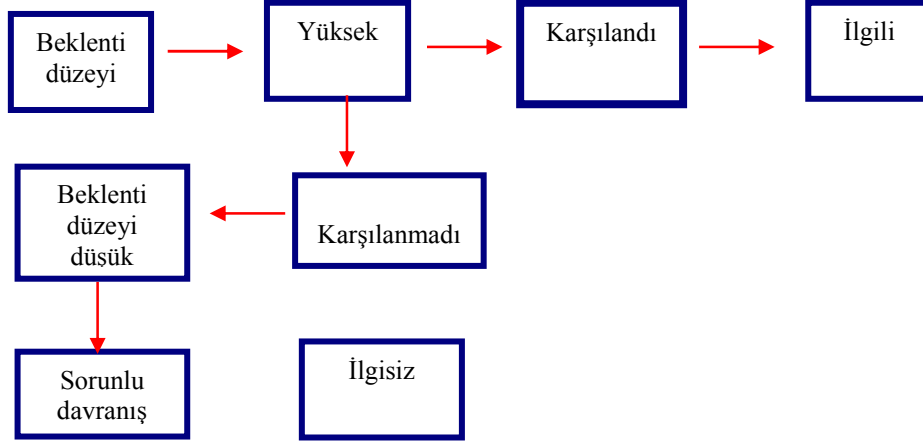 Beklenti
düzeyi
Yüksek
Karşılandı
İlgili
Beklenti
düzeyi
düşük
Karşılanmadı
Sorunlu
davranış
İlgisiz